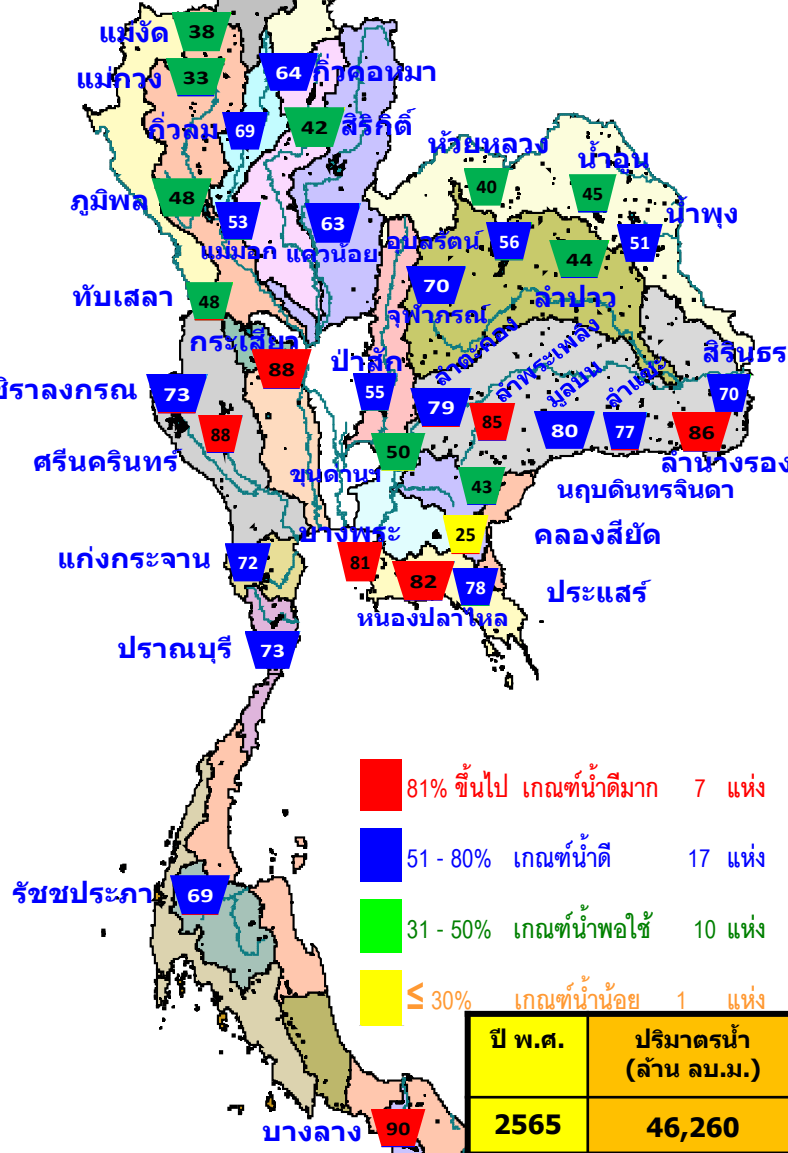 แม่งัด 38
แม่กวง 33
64 กิ่วคอหมา
กิ่วลม 69
42 สิริกิติ์
ห้วยหลวง 40
น้ำอูน 45
น้ำพุง 51
ภูมิพล 48
53 แม่มอก
63 แควน้อย
อุบลรัตน์ 56
44 ลำปาว
70 จุฬาภรณ์
ทับเสลา 48
กระเสียว 88
ป่าสัก 55
ลำตะคอง 79
ลำพระเพลิง 85
มูลบน 80
ลำแซะ 77
สิรินธร 70
86 ลำนางรอง
ชิราลงกรณ 73
ศรีนครินทร์ 88
ขุนด่านฯ 50
43 นฤบดินทรจินดา
บางพระ 81
25 คลองสียัด
แก่งกระจาน 72
82 หนองปลาไหล
78 ประแสร์
ปราณบุรี 73
81% ขึ้นไป เกณฑ์น้ำดีมาก 7 แห่ง
51 - 80% เกณฑ์น้ำดี 17 แห่ง
รัชชประภา 69
31 - 50% เกณฑ์น้ำพอใช้ 10 แห่ง
≤ 30% เกณฑ์น้ำน้อย 1 แห่ง
ปี พ.ศ. ปริมาตรน้ำ
(ล้าน ลบ.ม.)
2565 46,260
บางลาง 90